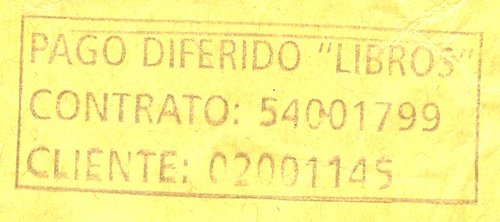 PAGO DIFERIDO "LIBROS"
CONTRATO: 54001799
CLIENTE: 02001145